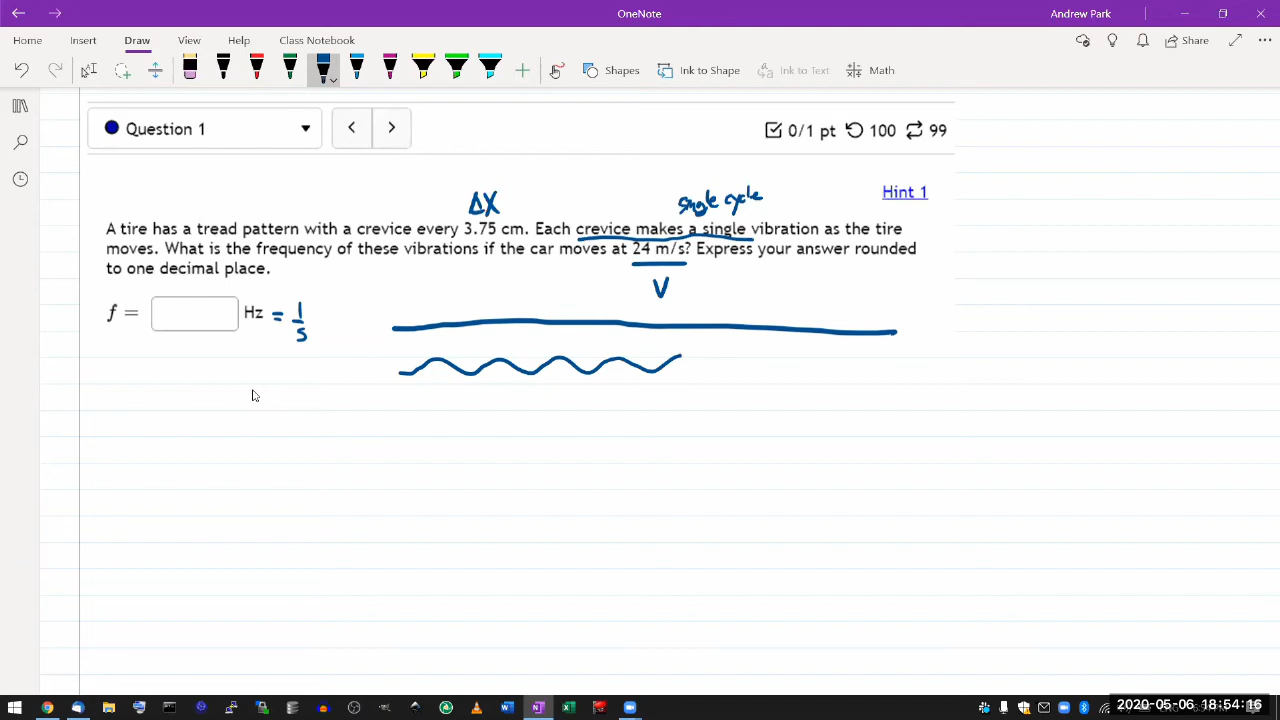 OneNote
Andrew Park
Home Insert Draw View Help Class Notebook
Share
Shapes Ink to Shape Ink to Text Math
Question 1
0/1 pt 100 99
Hint 1
ΔX single cycle
A tire has a tread pattern with a crevice every 3.75 cm. Each crevice makes a single vibration as the tire
moves. What is the frequency of these vibrations if the car moves at 24 m/s? Express your answer rounded
to one decimal place.
V
f = Hz = 1/s
2020-05-06 18:54:16